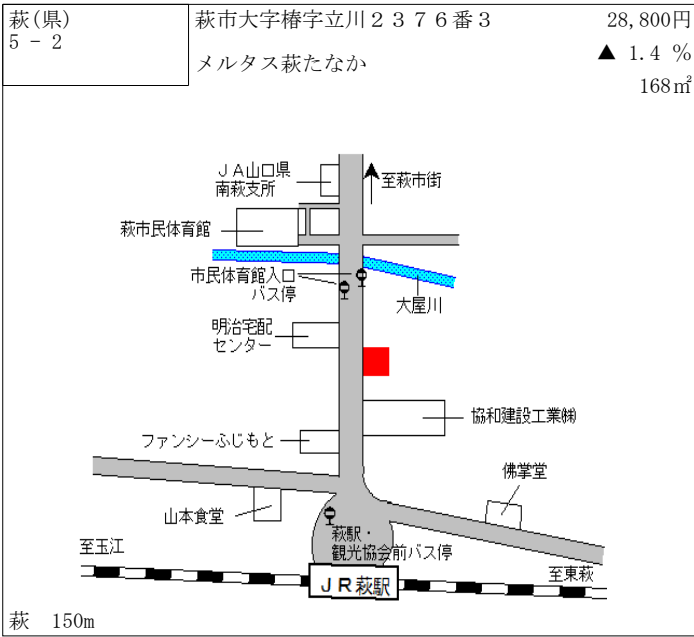 萩(県)
5 - 2
萩市大字椿字立川２３７６番３
メルタス萩たなか
28,800円
▲ 1.4 %
168㎡
ＪＡ山口県
南萩支所
至萩市街
萩市民体育館
市民体育館入口
バス停
大屋川
明治宅配
センター
協和建設工業㈱
ファンシーふじもと
佛掌堂
山本食堂
萩駅・
観光協会前バス停
至玉江
至東萩
ＪＲ萩駅
萩　150m